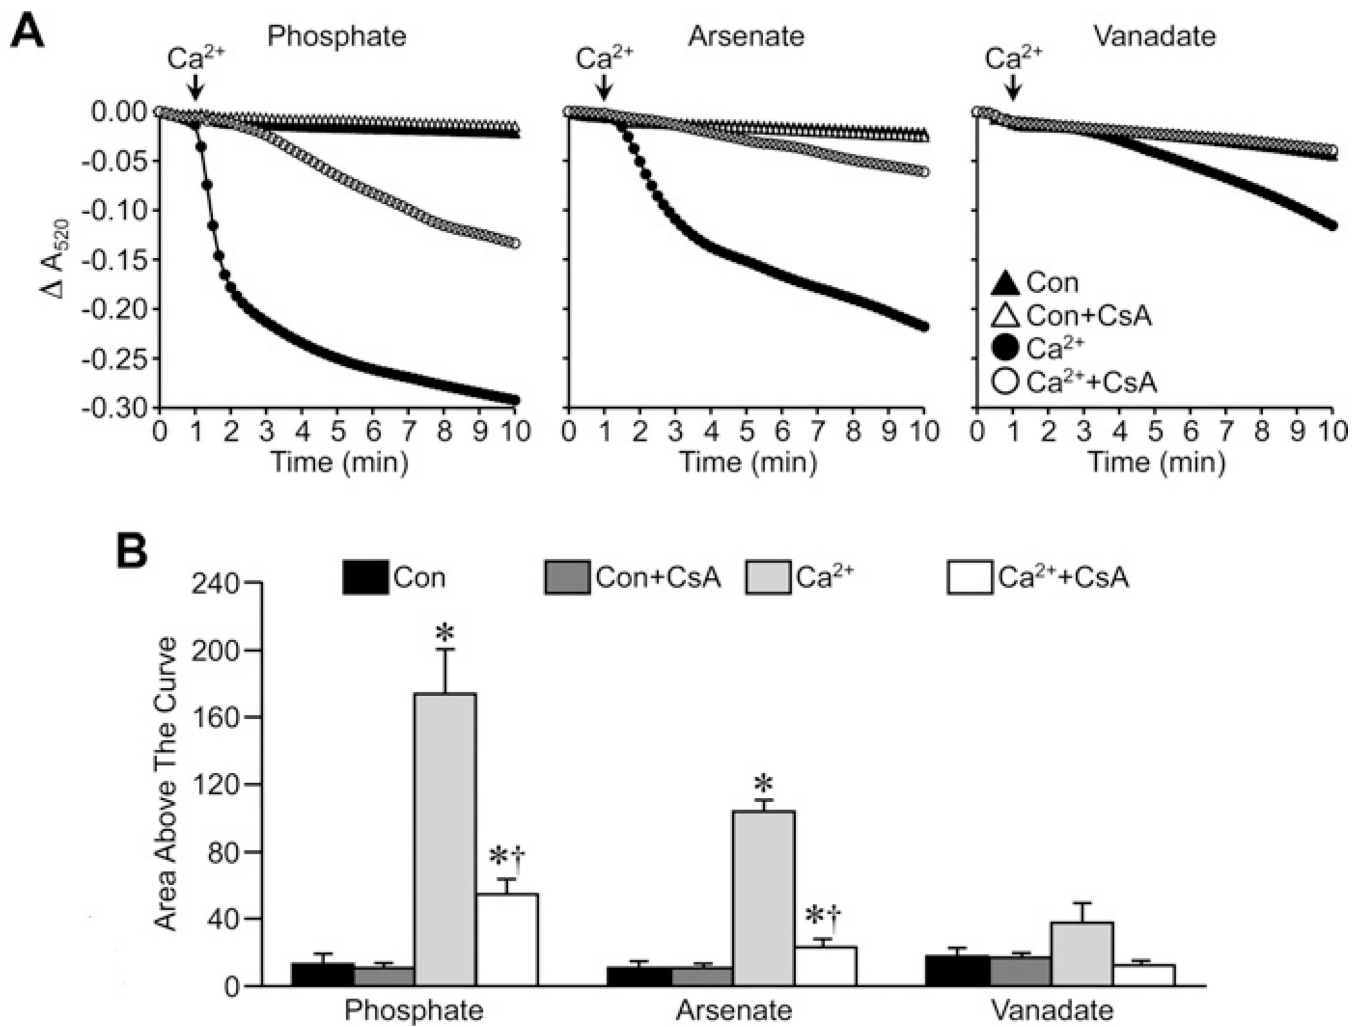 A
Phosphate Arsenate Vanadate
Ca²⁺ Ca²⁺ Ca²⁺
Δ A₅₂₀
0.00
-0.05
-0.10
-0.15
-0.20
-0.25
-0.30
Con
Con+CsA
Ca²⁺
Ca²⁺+CsA
0 1 2 3 4 5 6 7 8 9 10 0 1 2 3 4 5 6 7 8 9 10 0 1 2 3 4 5 6 7 8 9 10
Time (min) Time (min) Time (min)
B
Con Con+CsA Ca²⁺ Ca²⁺+CsA
Area Above The Curve
240
200
160
120
80
40
0
*
*†
*
*†
Phosphate Arsenate Vanadate